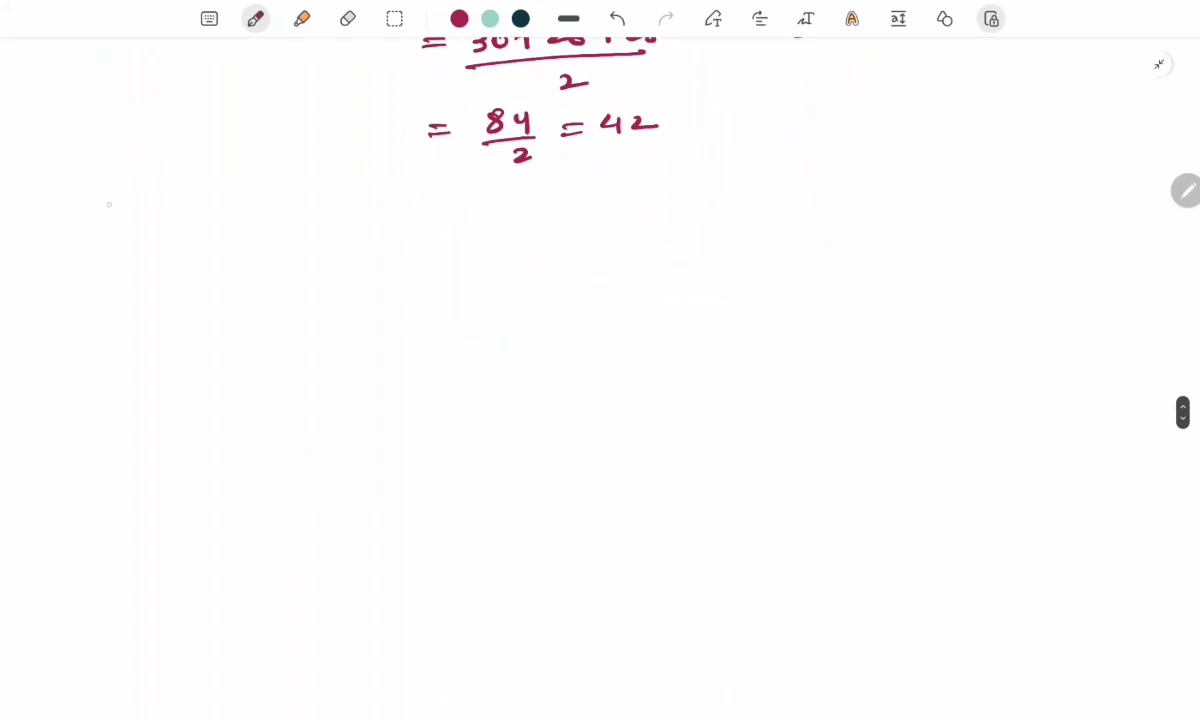 =
2
= 84/2 = 42